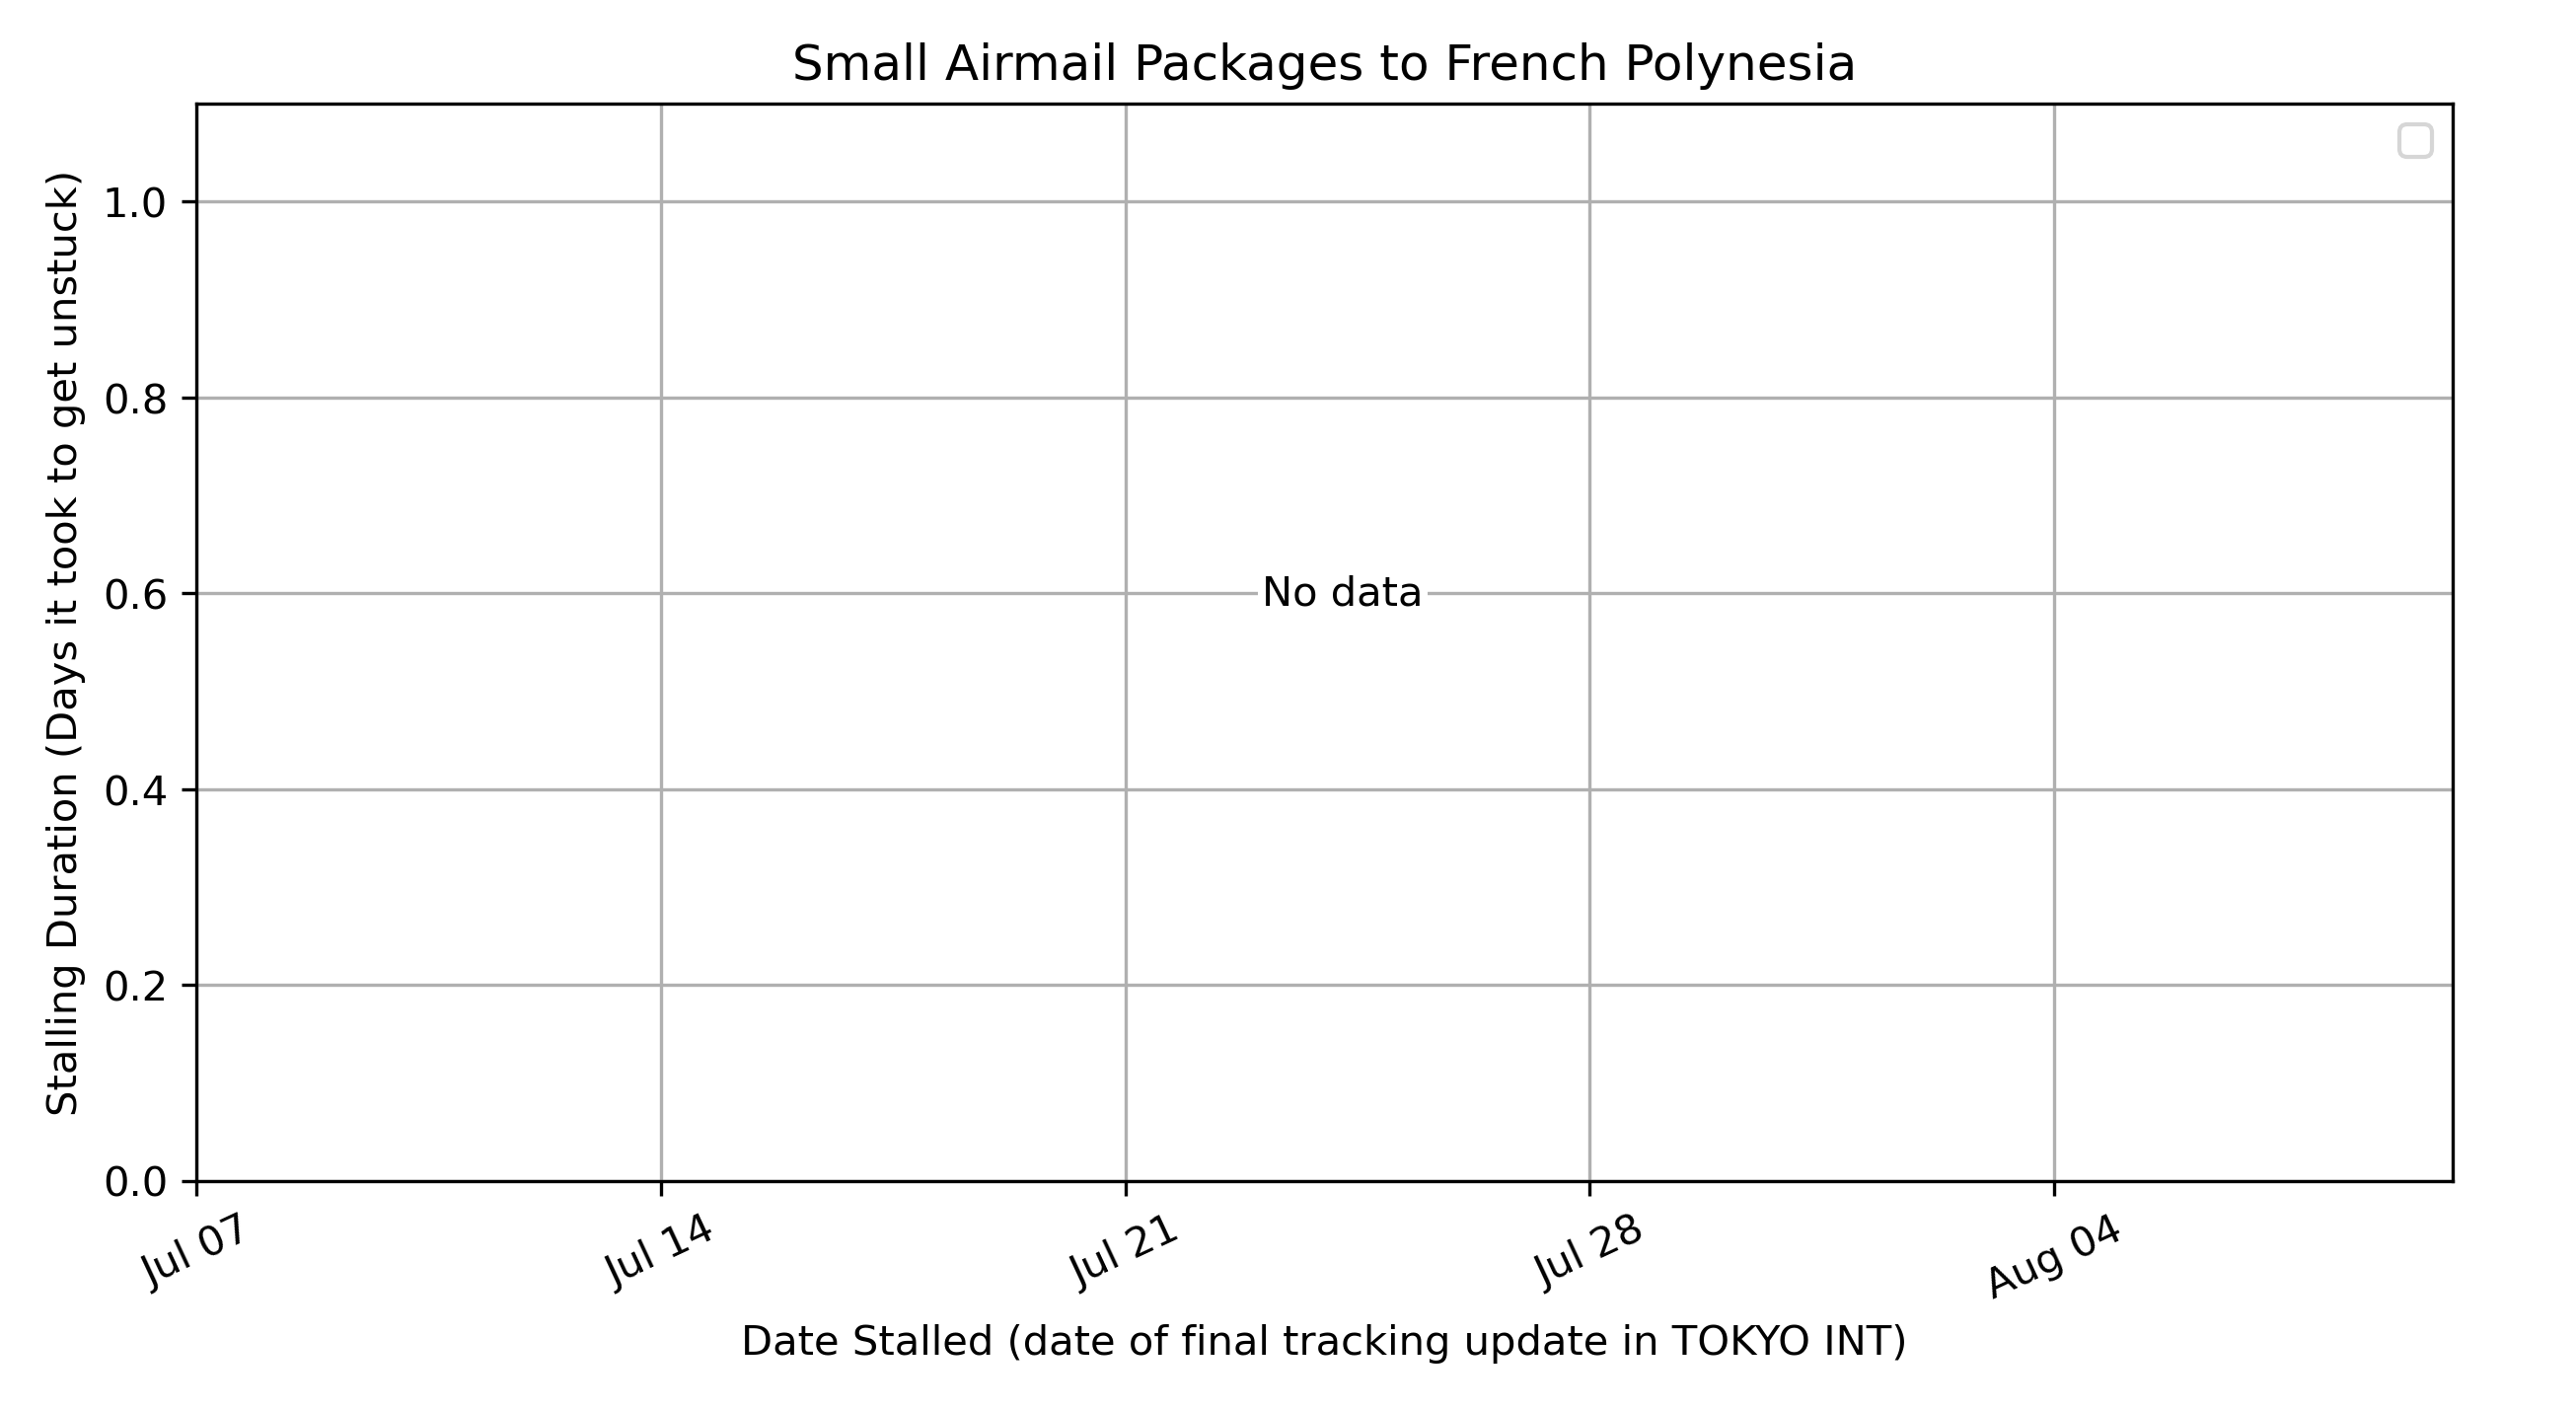 Small Airmail Packages to French Polynesia
Stalling Duration (Days it took to get unstuck)
1.0
0.8
0.6
0.4
0.2
0.0
No data
Jul 07
Jul 14
Jul 21
Jul 28
Aug 04
Date Stalled (date of final tracking update in TOKYO INT)